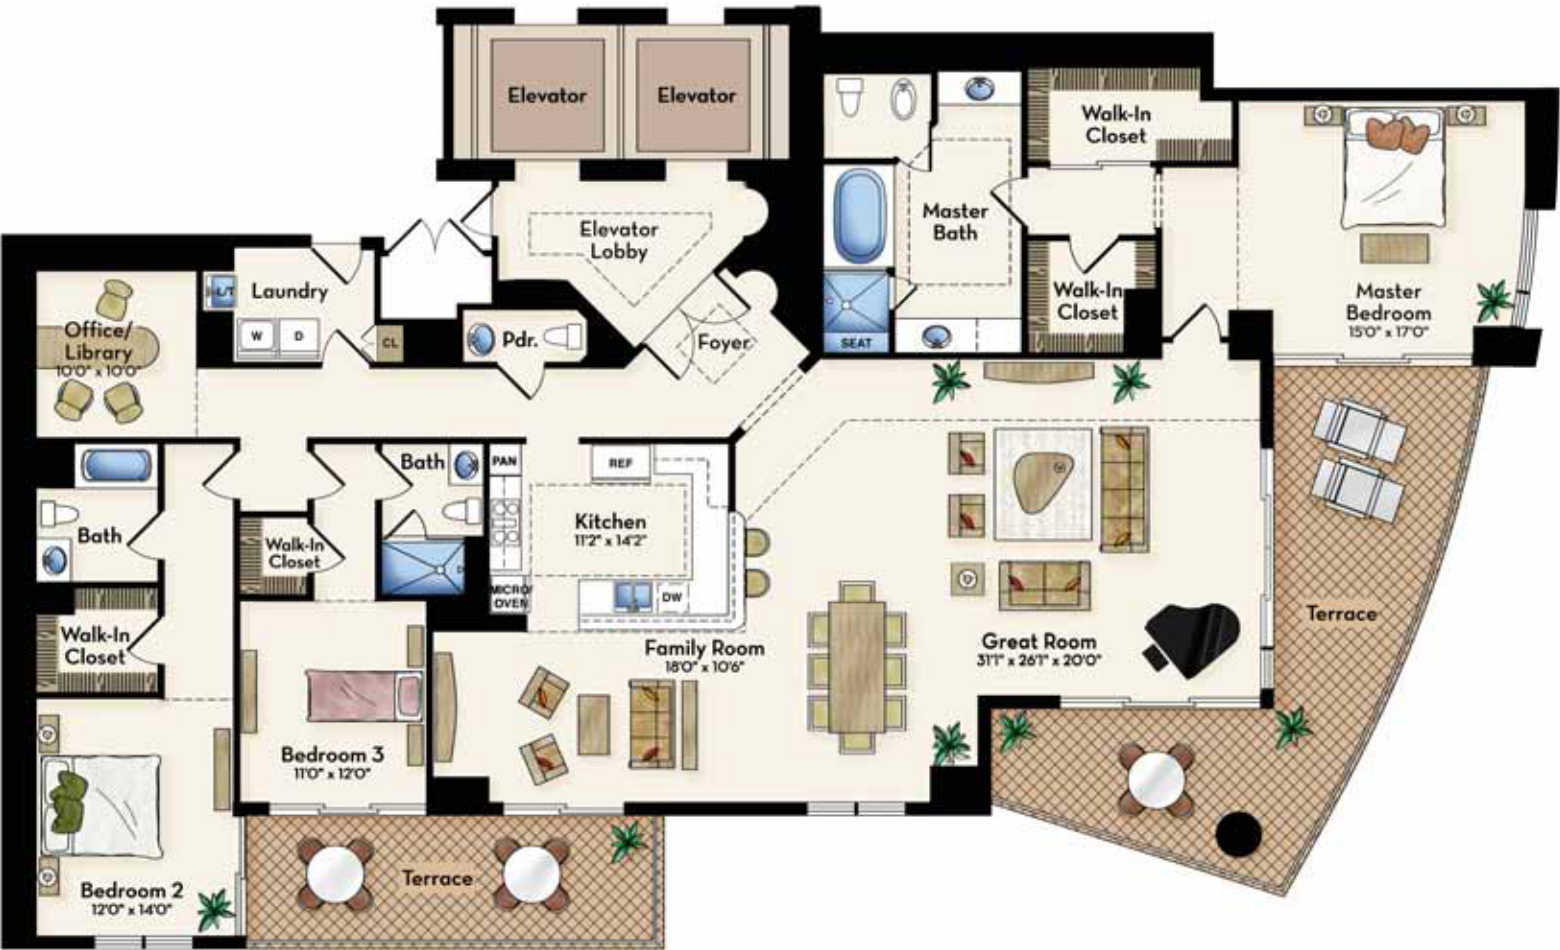 Elevator
Elevator
Walk-In
Closet
Elevator
Lobby
Master
Bath
Walk-In
Closet
Master
Bedroom
15'0" x 17'0"
L/T
Laundry
W
D
CL
Office/
Library
10'0" x 10'0"
Pdr.
Foyer
SEAT
Bath
PAN
REF
Kitchen
11'2" x 14'2"
Bath
Walk-In
Closet
MICRO/
OVEN
DW
Walk-In
Closet
Family Room
18'0" x 10'6"
Great Room
31'1" x 26'1" x 20'0"
Terrace
Bedroom 3
11'0" x 12'0"
Bedroom 2
12'0" x 14'0"
Terrace